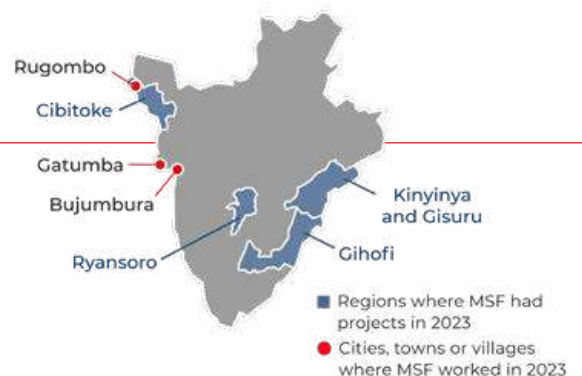 Rugombo
Cibitoke
Gatumba
Bujumbura
Ryansoro
Kinyinya
and Gisuru
Gihofi
Regions where MSF had
projects in 2023
Cities, towns or villages
where MSF worked in 2023